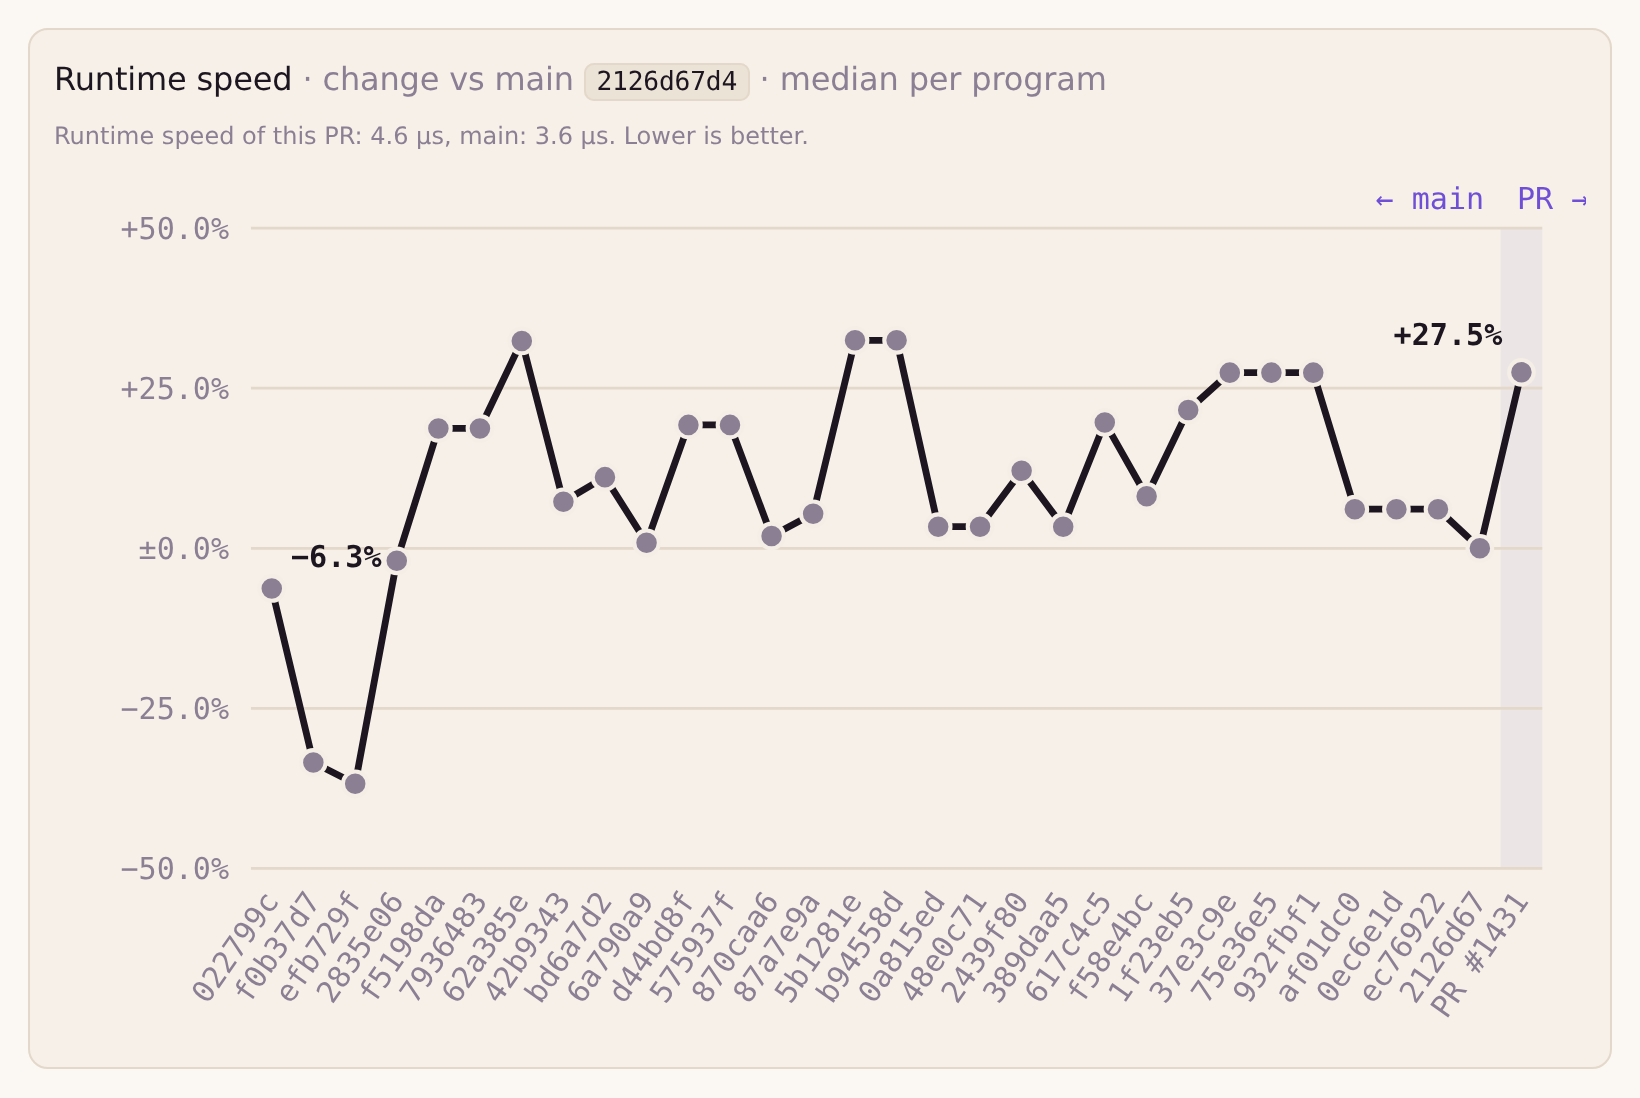 Runtime speed · change vs main 2126d67d4 · median per program
Runtime speed of this PR: 4.6 µs, main: 3.6 µs. Lower is better.
← main PR →
+50.0%
+25.0%
±0.0%
−25.0%
−50.0%
−6.3%
+27.5%
022799c
f0b37d7
efb729f
2835e06
f5198da
7936483
62a385e
42b9343
bd6a7d2
6a790a9
d44bd8f
575937f
870caa6
87a7e9a
5b1281e
b94558d
0a815ed
48e0c71
2439f80
389daa5
617c4c5
f58e4bc
1f23eb5
37e3c9e
75e36e5
932fbf1
af01dc0
0ec6e1d
ec76922
2126d67
PR #1431